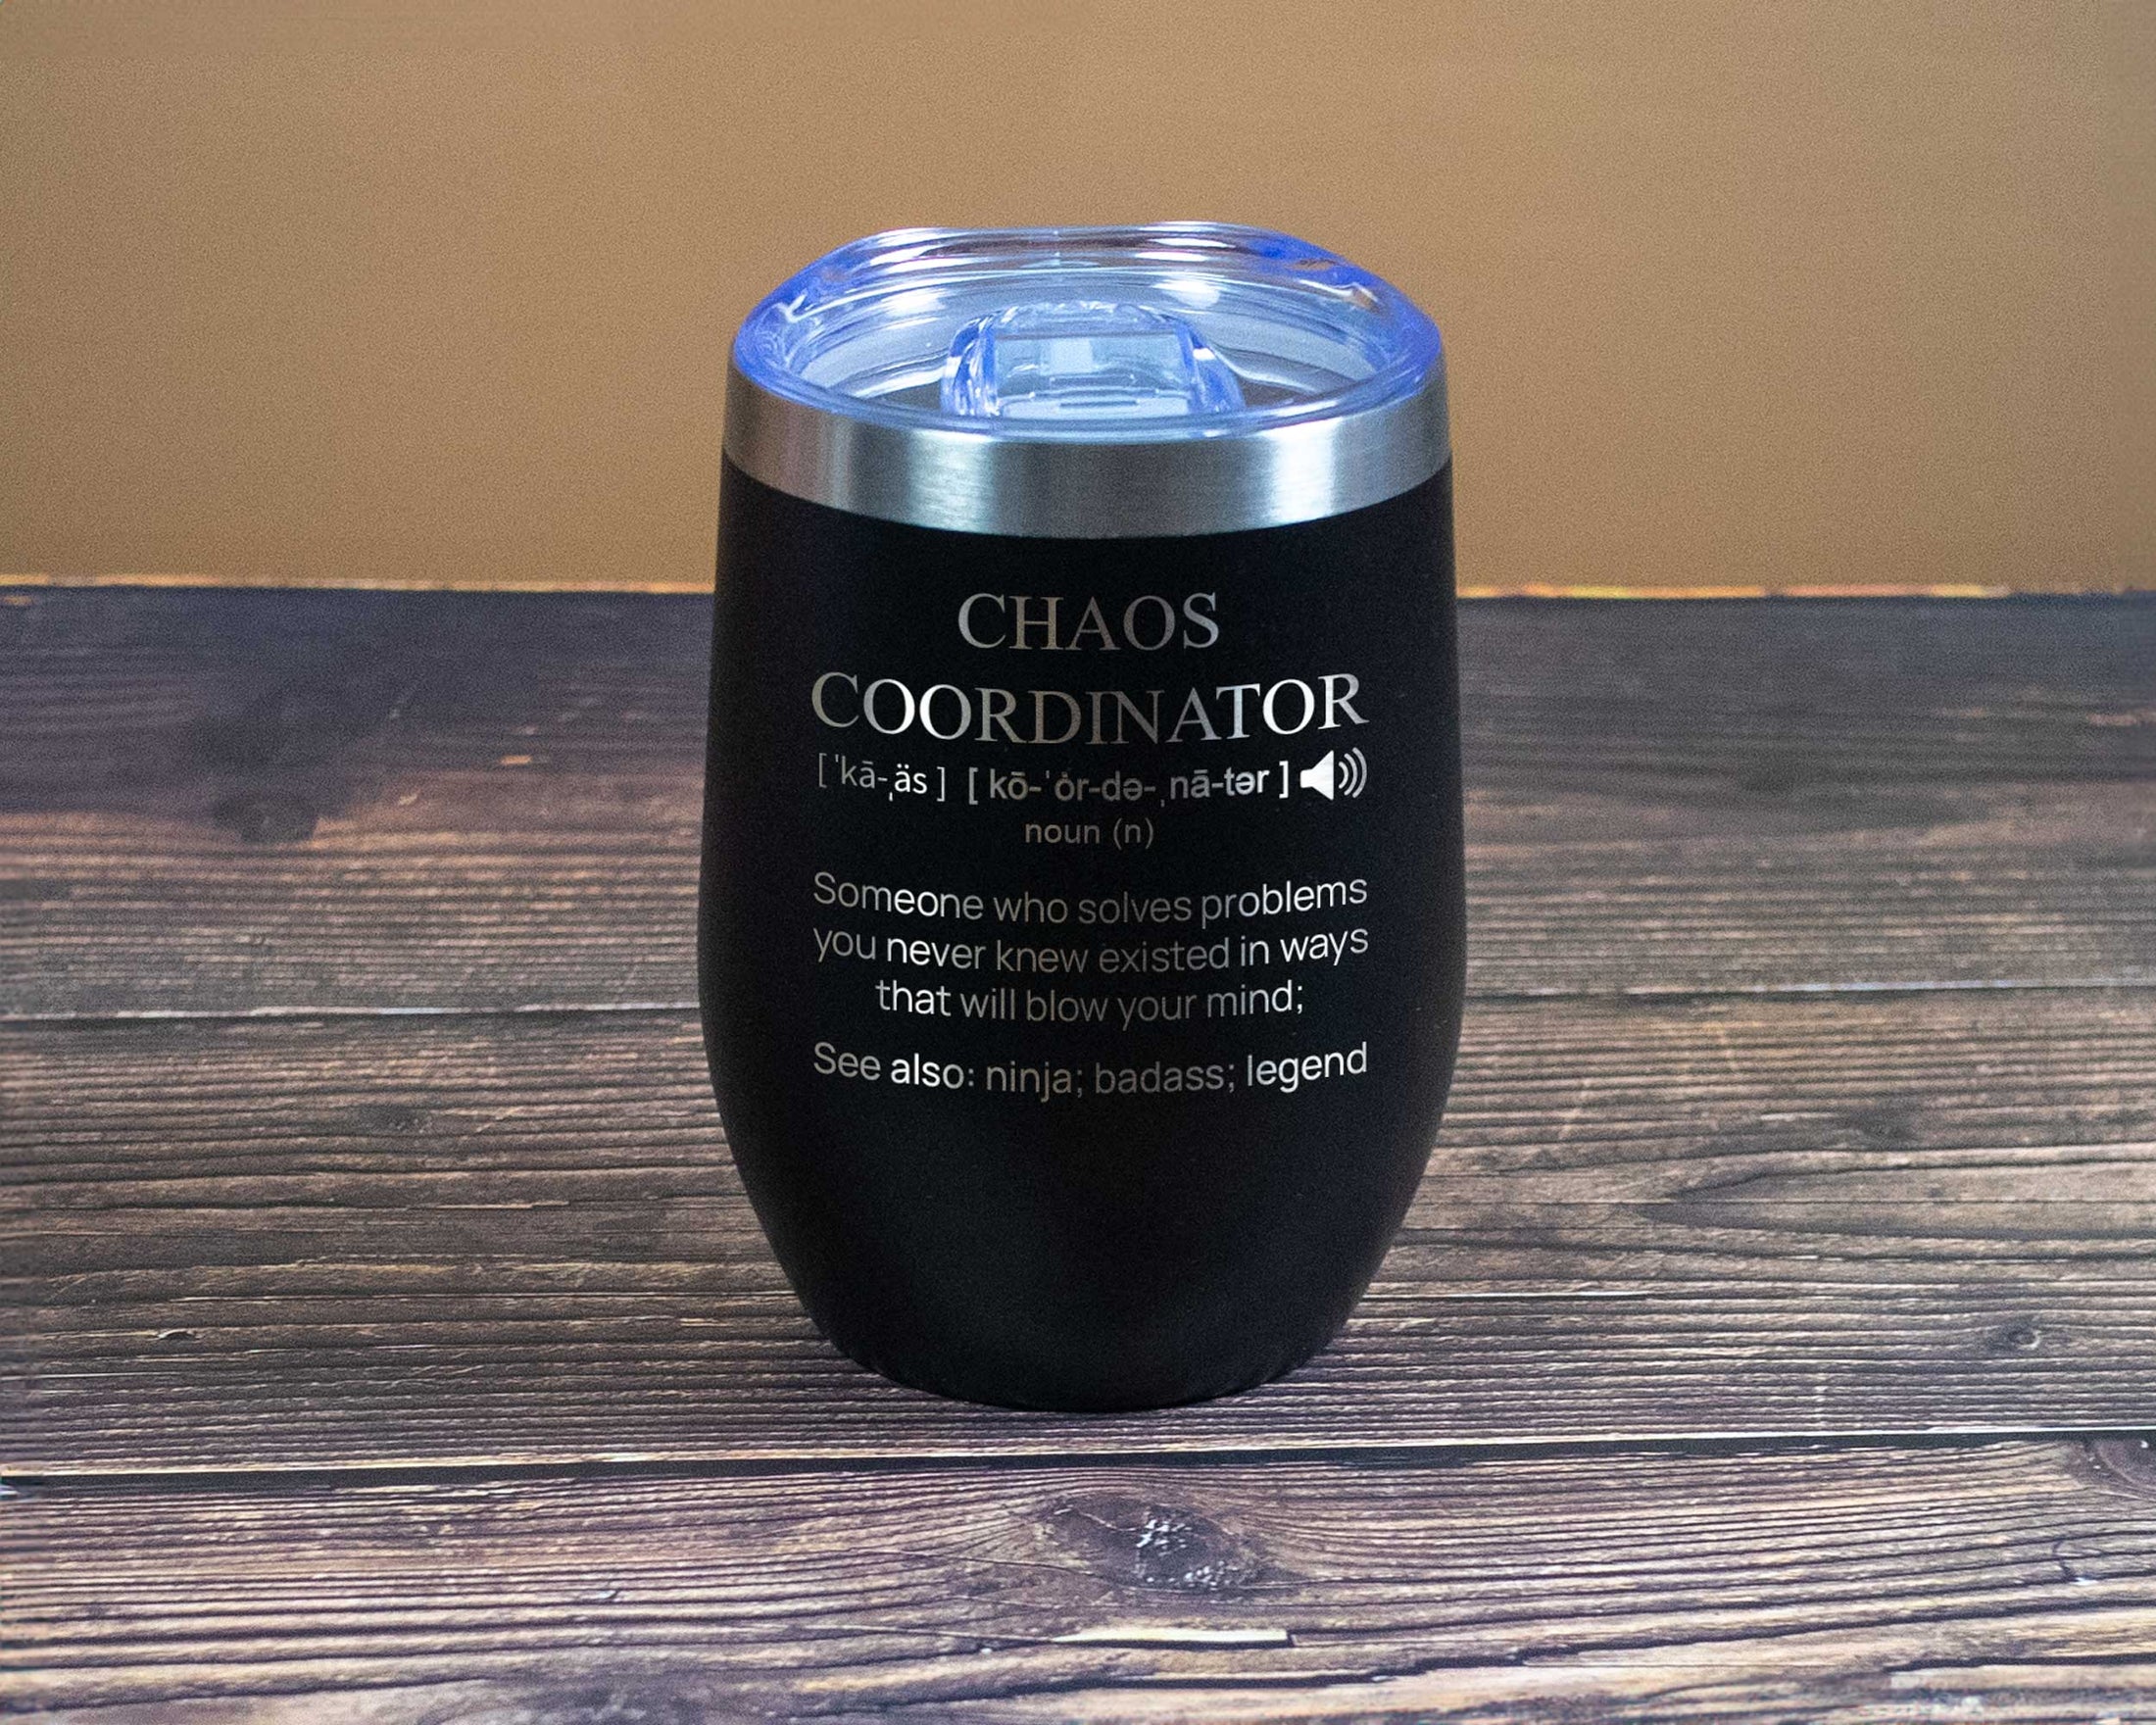 CHAOS
COORDINATOR
[ ˈkā-ˌäs ] [ kō-ˈȯr-də-ˌnā-tər ]
noun (n)
Someone who solves problems
you never knew existed in ways
that will blow your mind;
See also: ninja; badass; legend